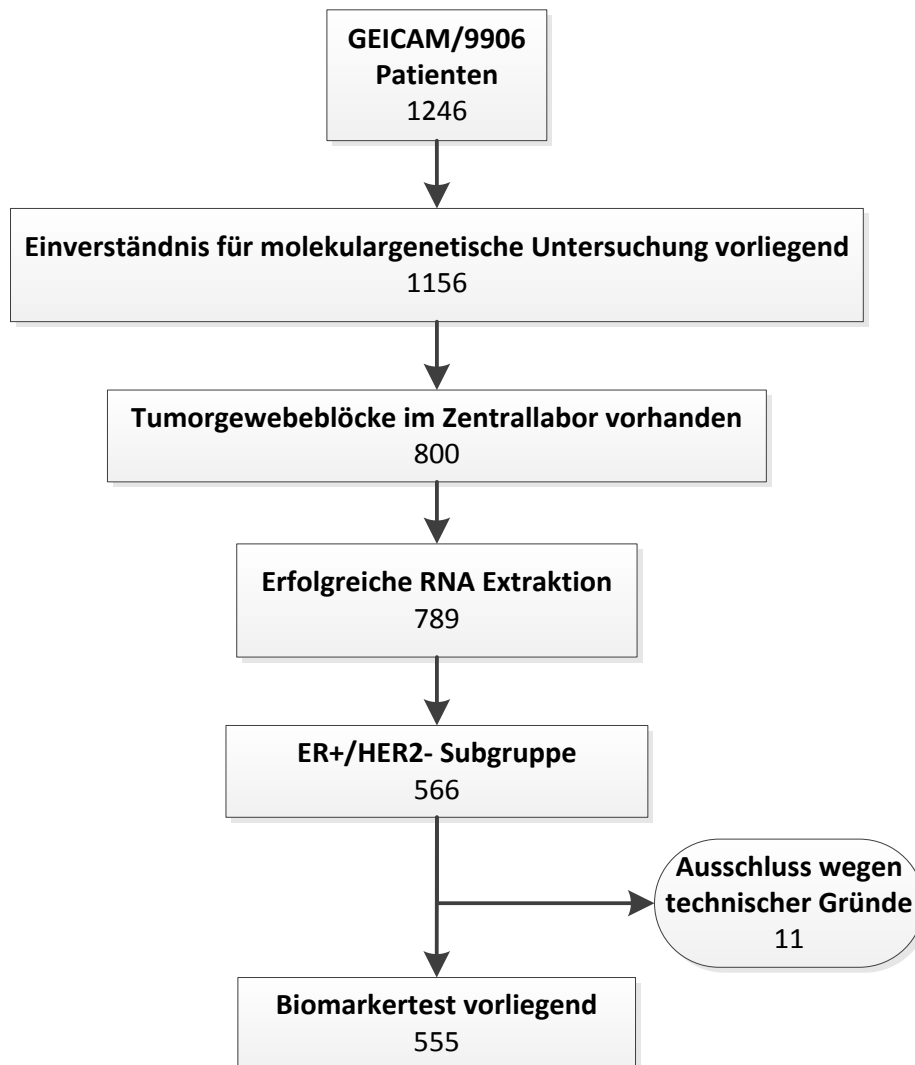 GEICAM/9906
Patienten
1246
Einverständnis für molekulargenetische Untersuchung vorliegend
1156
Tumorgewebeblöcke im Zentrallabor vorhanden
800
Erfolgreiche RNA Extraktion
789
ER+/HER2- Subgruppe
566
Ausschluss wegen
technischer Gründe
11
Biomarkertest vorliegend
555